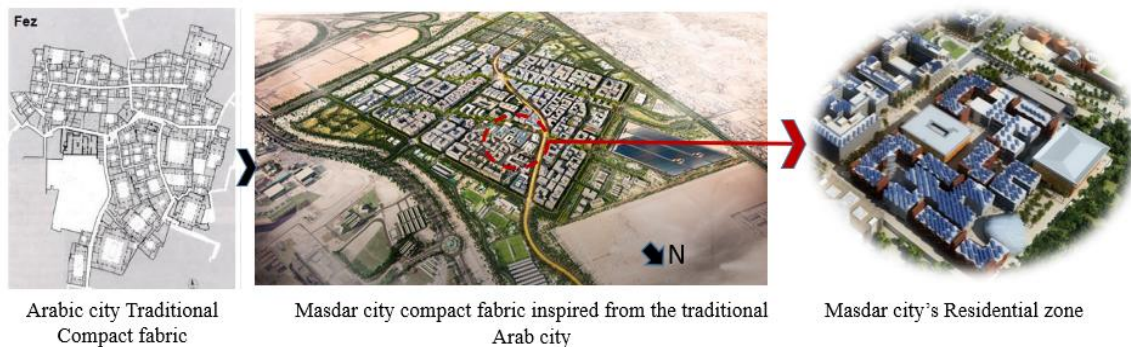 Fez
N
Arabic city Traditional
Compact fabric
Masdar city compact fabric inspired from the traditional
Arab city
Masdar city’s Residential zone